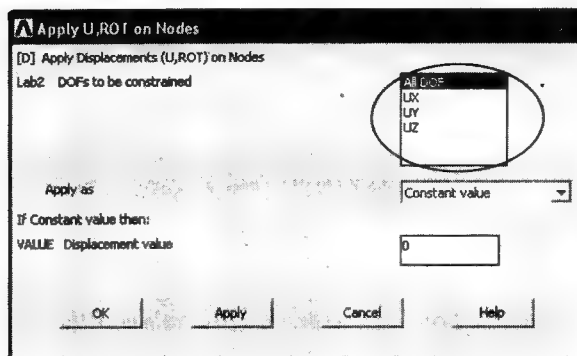 Apply U,ROT on Nodes
[D] Apply Displacements (U,ROT) on Nodes
Lab2 DOFs to be constrained
All DOF
UX
UY
UZ
Apply as
Constant value
If Constant value then:
VALUE Displacement value
0
OK Apply Cancel Help